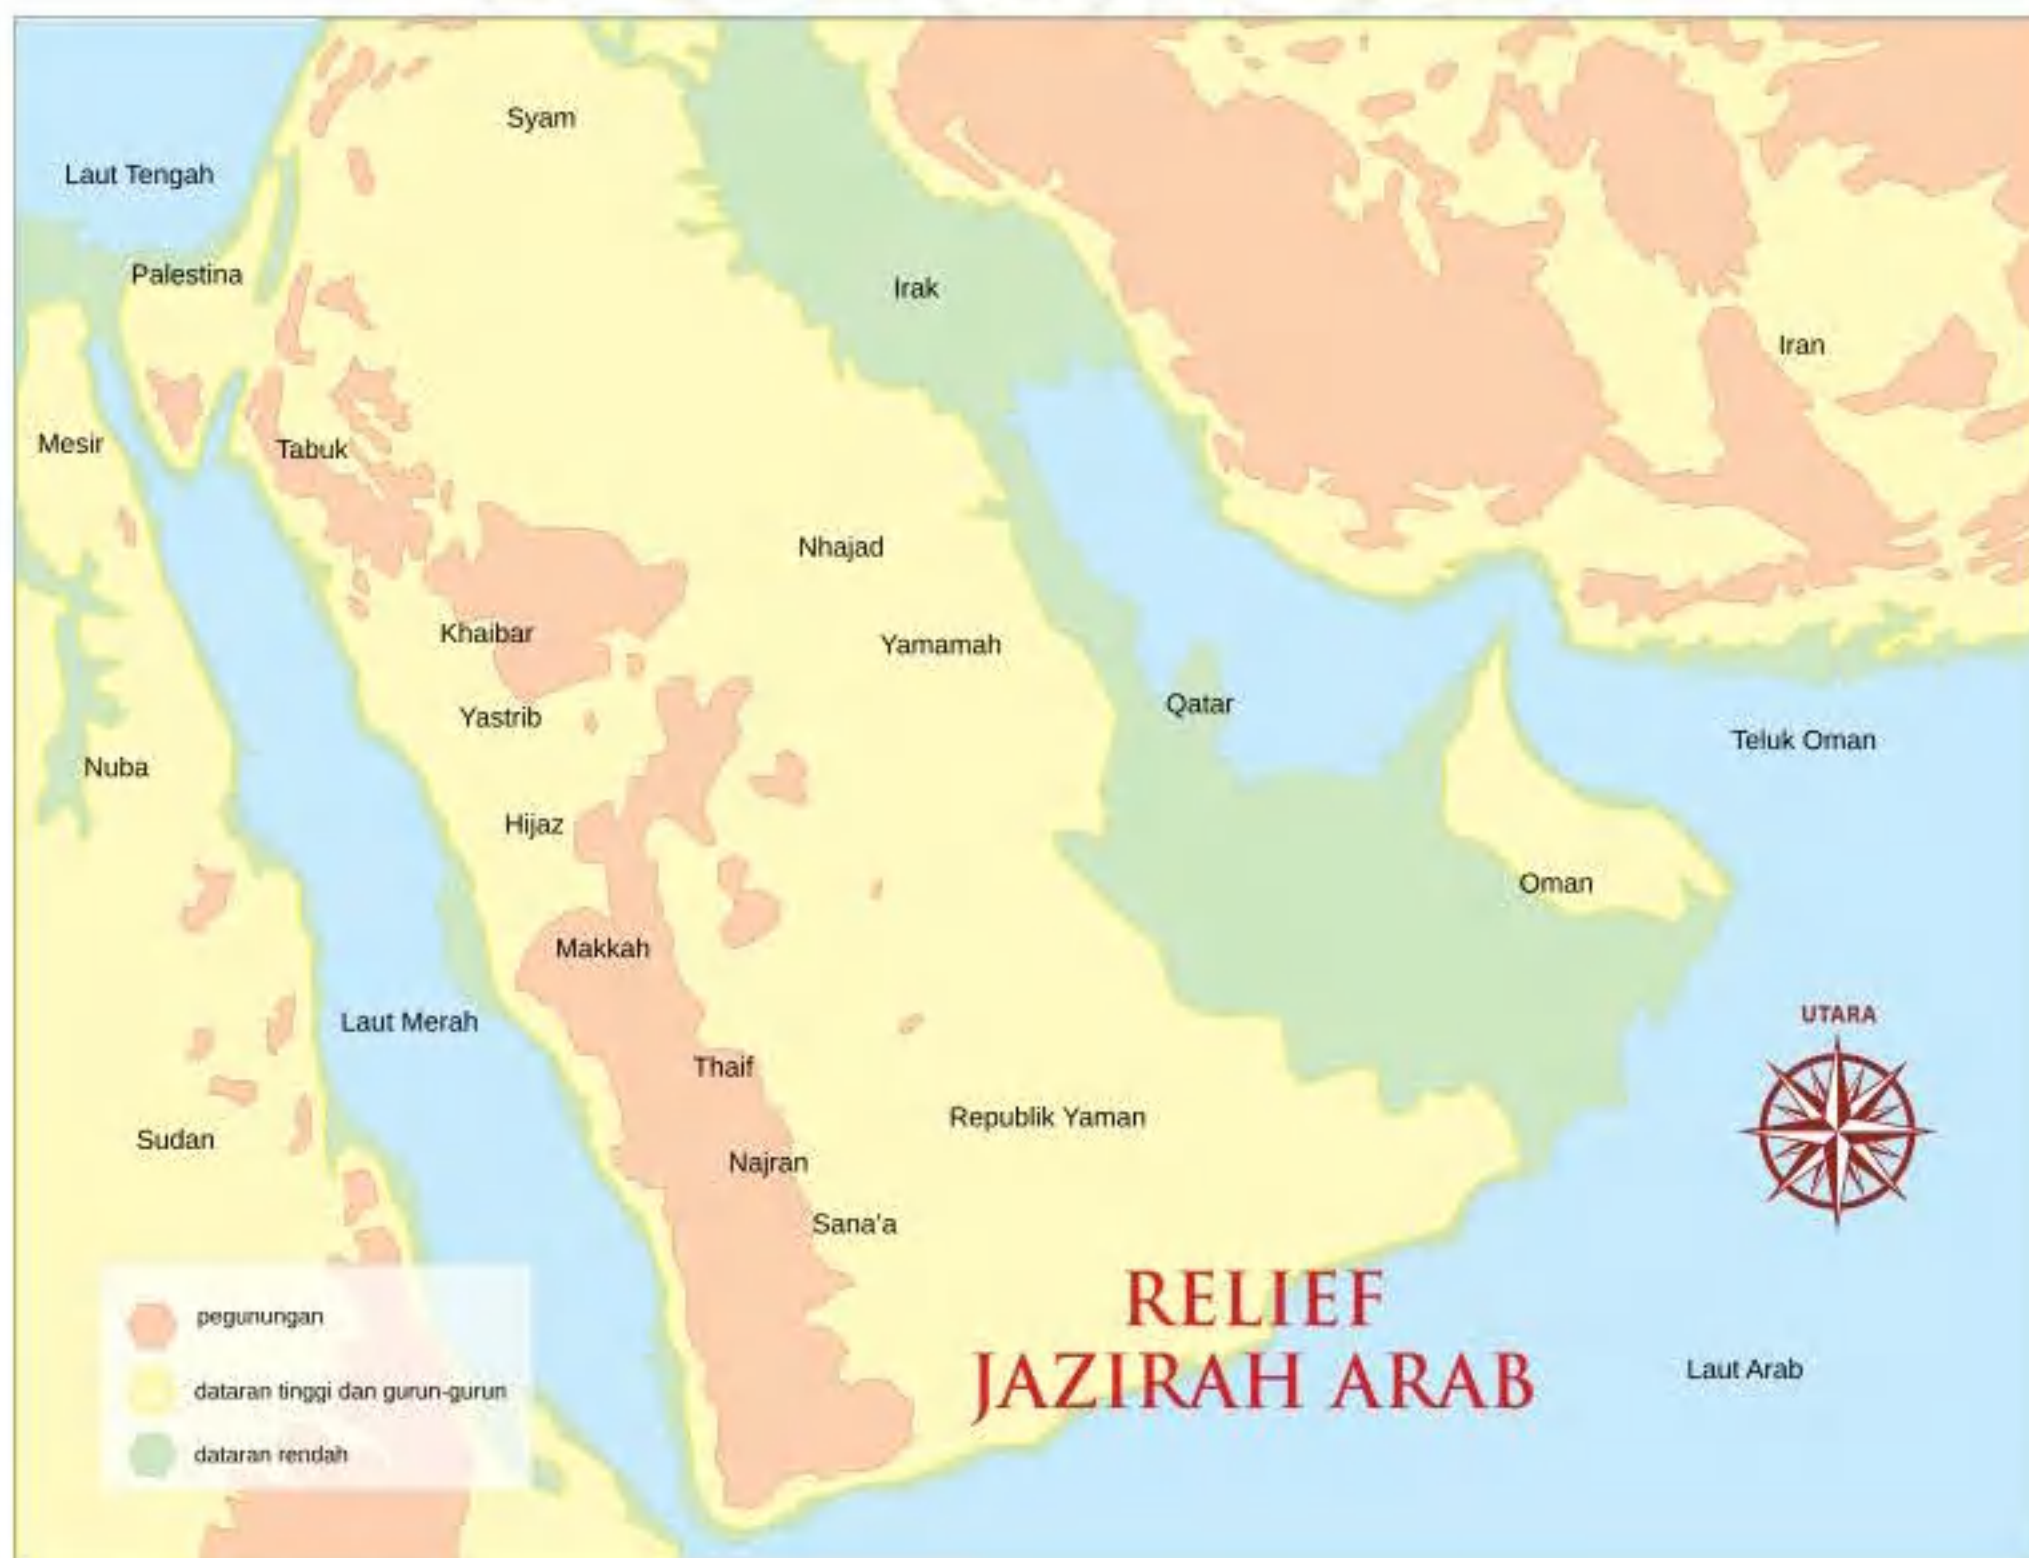 Syam
Laut Tengah
Palestina
Irak
Iran
Mesir
Tabuk
Nhajad
Khaibar
Yamamah
Yastrib
Qatar
Teluk Oman
Nuba
Hijaz
Oman
Makkah
Laut Merah
UTARA
Thaif
Republik Yaman
Sudan
Najran
Sana'a
RELIEF
JAZIRAH ARAB
Laut Arab
pegunungan
dataran tinggi dan gurun-gurun
dataran rendah